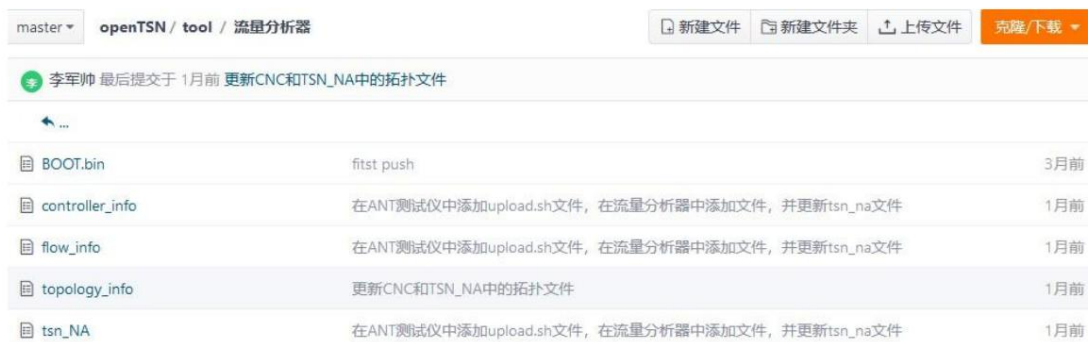 master openTSN / tool / 流量分析器 新建文件 新建文件夹 上传文件 克隆/下载
李 李军帅 最后提交于 1月前 更新CNC和TSN_NA中的拓扑文件
...
BOOT.bin fitst push 3月前
controller_info 在ANT测试仪中添加upload.sh文件，在流量分析器中添加文件，并更新tsn_na文件 1月前
flow_info 在ANT测试仪中添加upload.sh文件，在流量分析器中添加文件，并更新tsn_na文件 1月前
topology_info 更新CNC和TSN_NA中的拓扑文件 1月前
tsn_NA 在ANT测试仪中添加upload.sh文件，在流量分析器中添加文件，并更新tsn_na文件 1月前